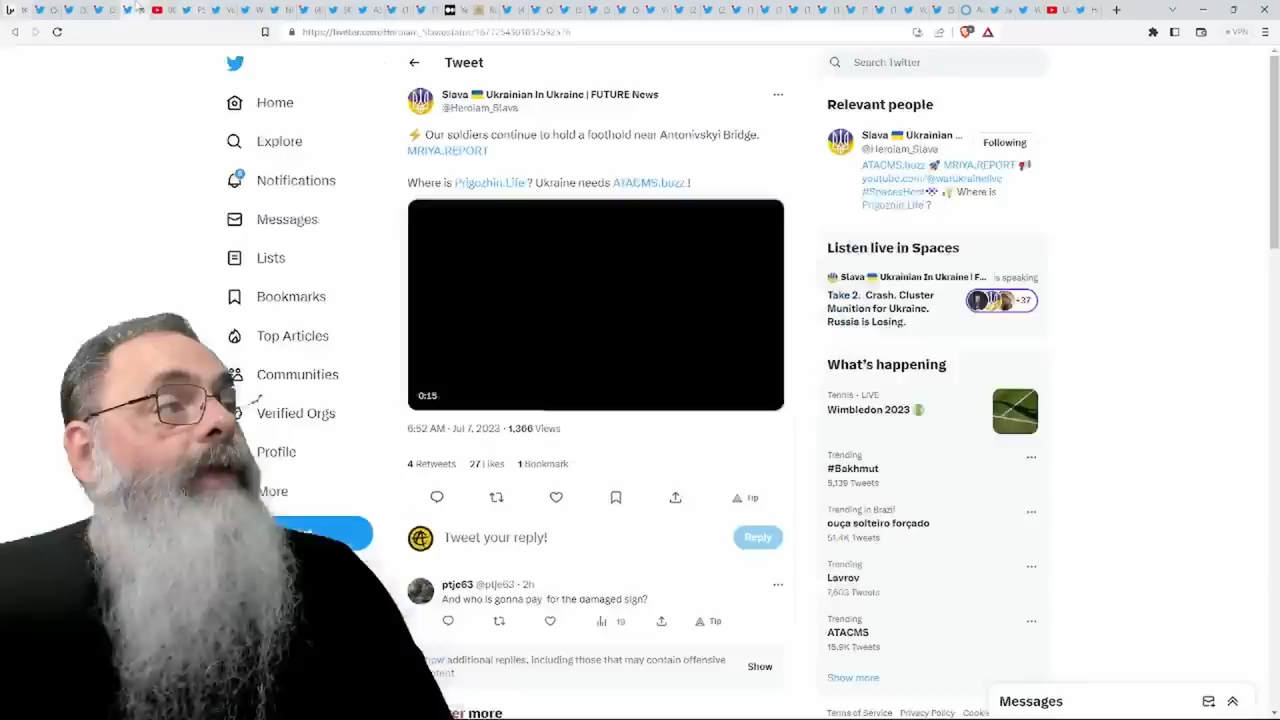 Tweet
Search Twitter
Home
Explore
Notifications
Messages
Lists
Bookmarks
Top Articles
Communities
Verified Orgs
Profile
More
Slava 🇺🇦 Ukrainian In Ukraine | FUTURE News
@Heroiam_Slava
⚡ Our soldiers continue to hold a foothold near Antonivskyi Bridge.
MRIYA.REPORT
Where is Prigozhin.Life ? Ukraine needs ATACMS.buzz !
0:15
6:52 AM · Jul 7, 2023 · 1,366 Views
4 Retweets 27 Likes 1 Bookmark
Tip
Tweet your reply!
Reply
ptjc63 @ptjc63 · 2h
And who is gonna pay for the damaged sign?
19
Tip
additional replies, including those that may contain offensive
Show
more
Relevant people
Slava 🇺🇦 Ukrainian ...
@Heroiam_Slava
Following
ATACMS.buzz 🚀 MRIYA.REPORT
youtube.com/@warukrainelive
#SpacesHost Where is
Prigozhin.Life ?
Listen live in Spaces
Slava 🇺🇦 Ukrainian In Ukraine | F... is speaking
Take 2. Crash. Cluster
Munition for Ukraine.
Russia is Losing.
+37
What's happening
Tennis · LIVE
Wimbledon 2023
Trending
#Bakhmut
5,139 Tweets
Trending in Brazil
ouça solteiro forçado
51.4K Tweets
Trending
Lavrov
7,603 Tweets
Trending
ATACMS
15.9K Tweets
Show more
Terms of Service Privacy Policy
Messages
VPN